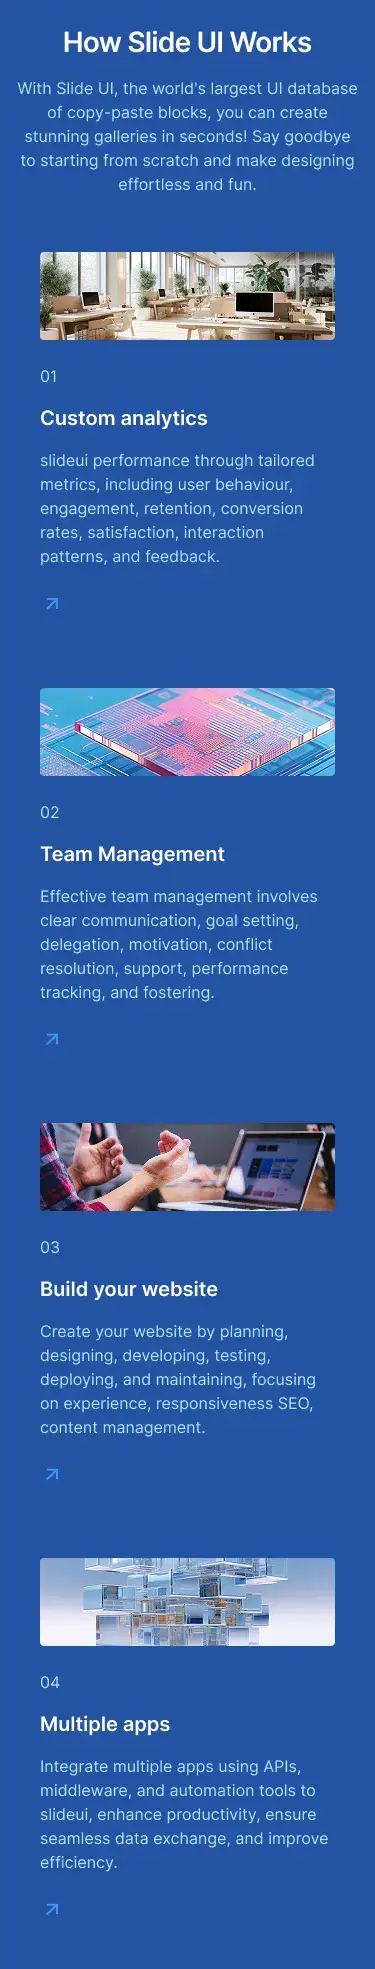 How Slide UI Works
With Slide UI, the world's largest UI database
of copy-paste blocks, you can create
stunning galleries in seconds! Say goodbye
to starting from scratch and make designing
effortless and fun.
01
Custom analytics
slideui performance through tailored
metrics, including user behaviour,
engagement, retention, conversion
rates, satisfaction, interaction
patterns, and feedback.
02
Team Management
Effective team management involves
clear communication, goal setting,
delegation, motivation, conflict
resolution, support, performance
tracking, and fostering.
03
Build your website
Create your website by planning,
designing, developing, testing,
deploying, and maintaining, focusing
on experience, responsiveness SEO,
content management.
04
Multiple apps
Integrate multiple apps using APIs,
middleware, and automation tools to
slideui, enhance productivity, ensure
seamless data exchange, and improve
efficiency.